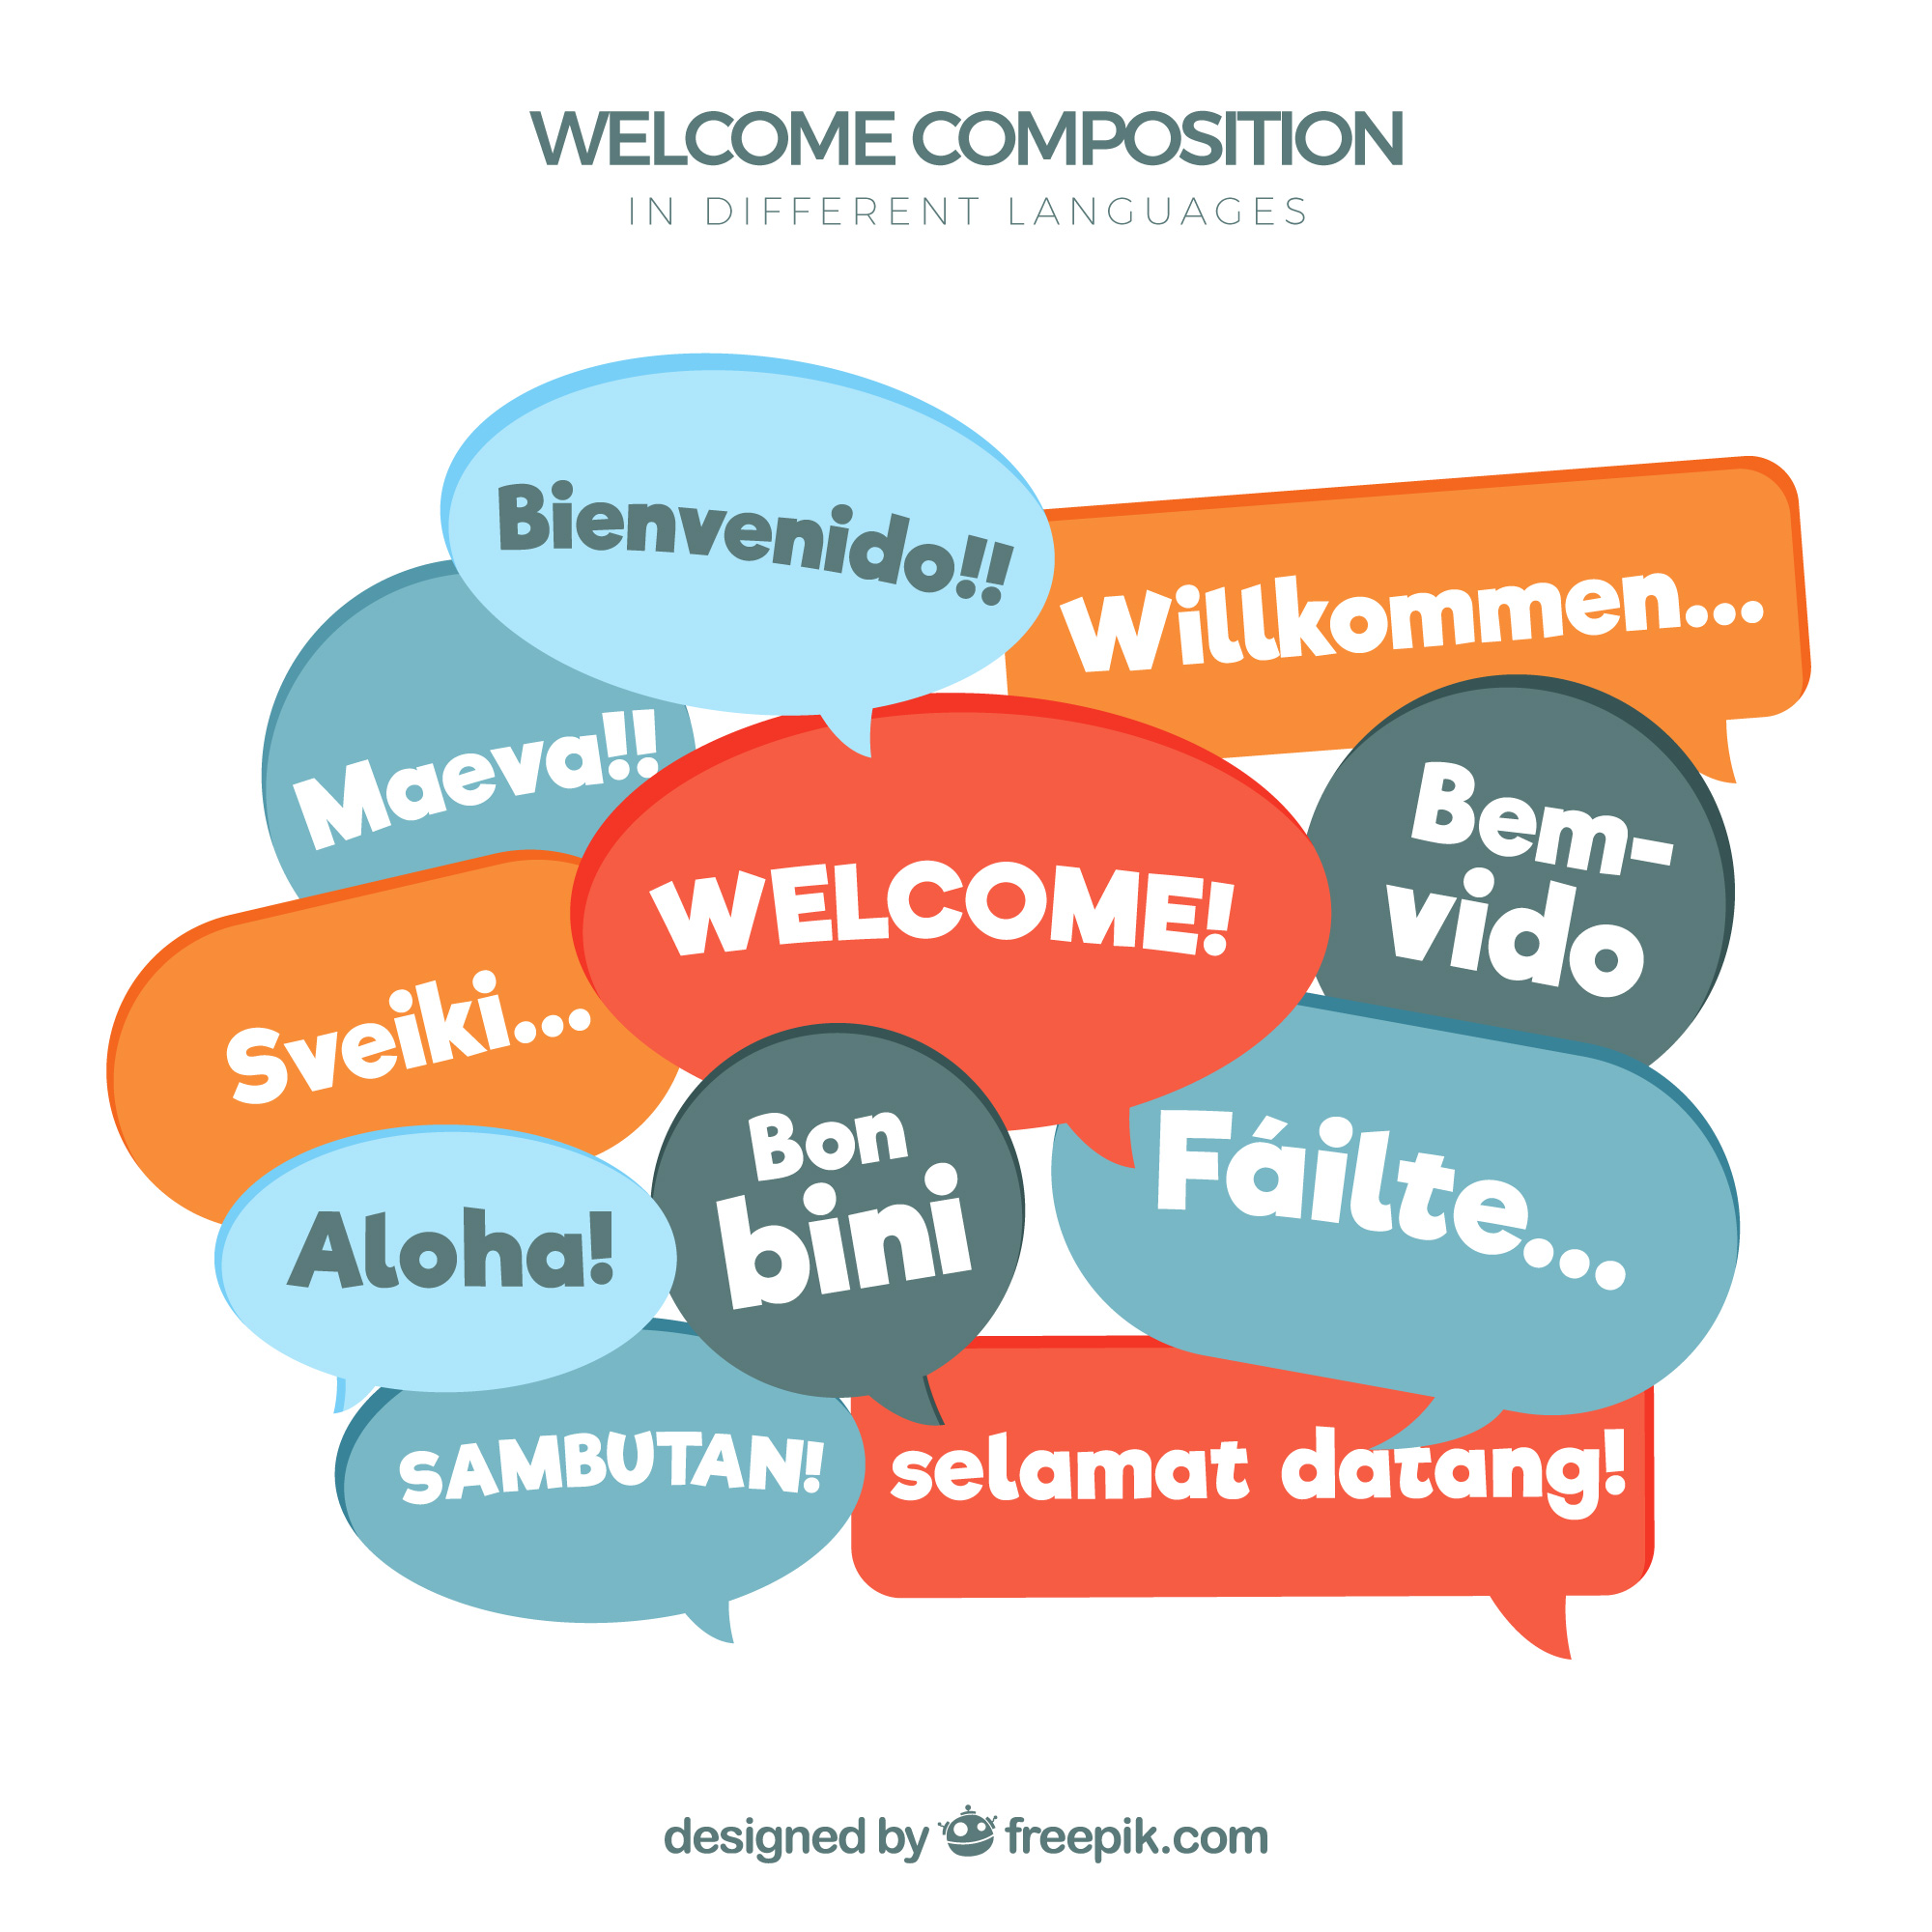 WELCOME COMPOSITION
IN DIFFERENT LANGUAGES
Bienvenido!!
Willkommen...
Maeva!!
Bem-
vido
WELCOME!
Sveiki...
Bon
bini
Fáilte...
Aloha!
SAMBUTAN!
selamat datang!
designed by freepik.com